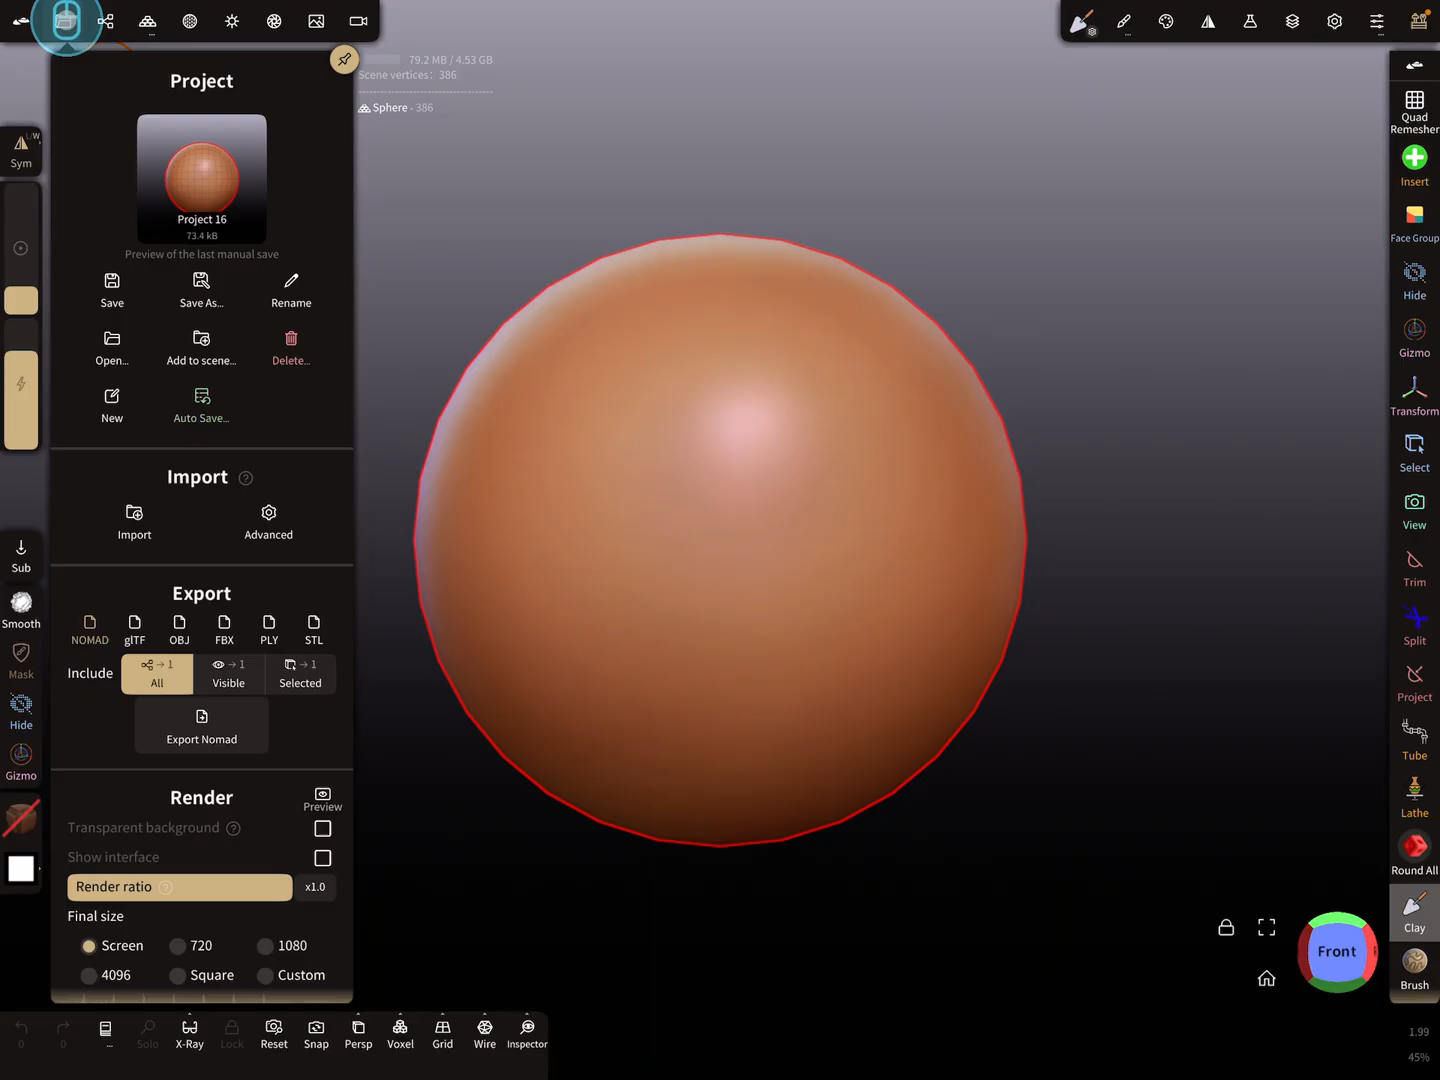 79.2 MB / 4.53 GB
Scene vertices: 386
Sphere - 386
Project
Project 16
73.4 kB
Preview of the last manual save
Save
Save As...
Rename
Open...
Add to scene...
Delete...
New
Auto Save...
Import
Import
Advanced
Export
NOMAD
glTF
OBJ
FBX
PLY
STL
Include
→ 1
All
→ 1
Visible
→ 1
Selected
Export Nomad
Render
Preview
Transparent background
Show interface
Render ratio
x1.0
Final size
Screen
720
1080
4096
Square
Custom
L/W
Sym
Sub
Smooth
Mask
Hide
Gizmo
0
0
...
Solo
X-Ray
Lock
Reset
Snap
Persp
Voxel
Grid
Wire
Inspector
Quad
Remesher
Insert
Face Group
Hide
Gizmo
Transform
Select
View
Trim
Split
Project
Tube
Lathe
Round All
Clay
Brush
Front
1.99
45%